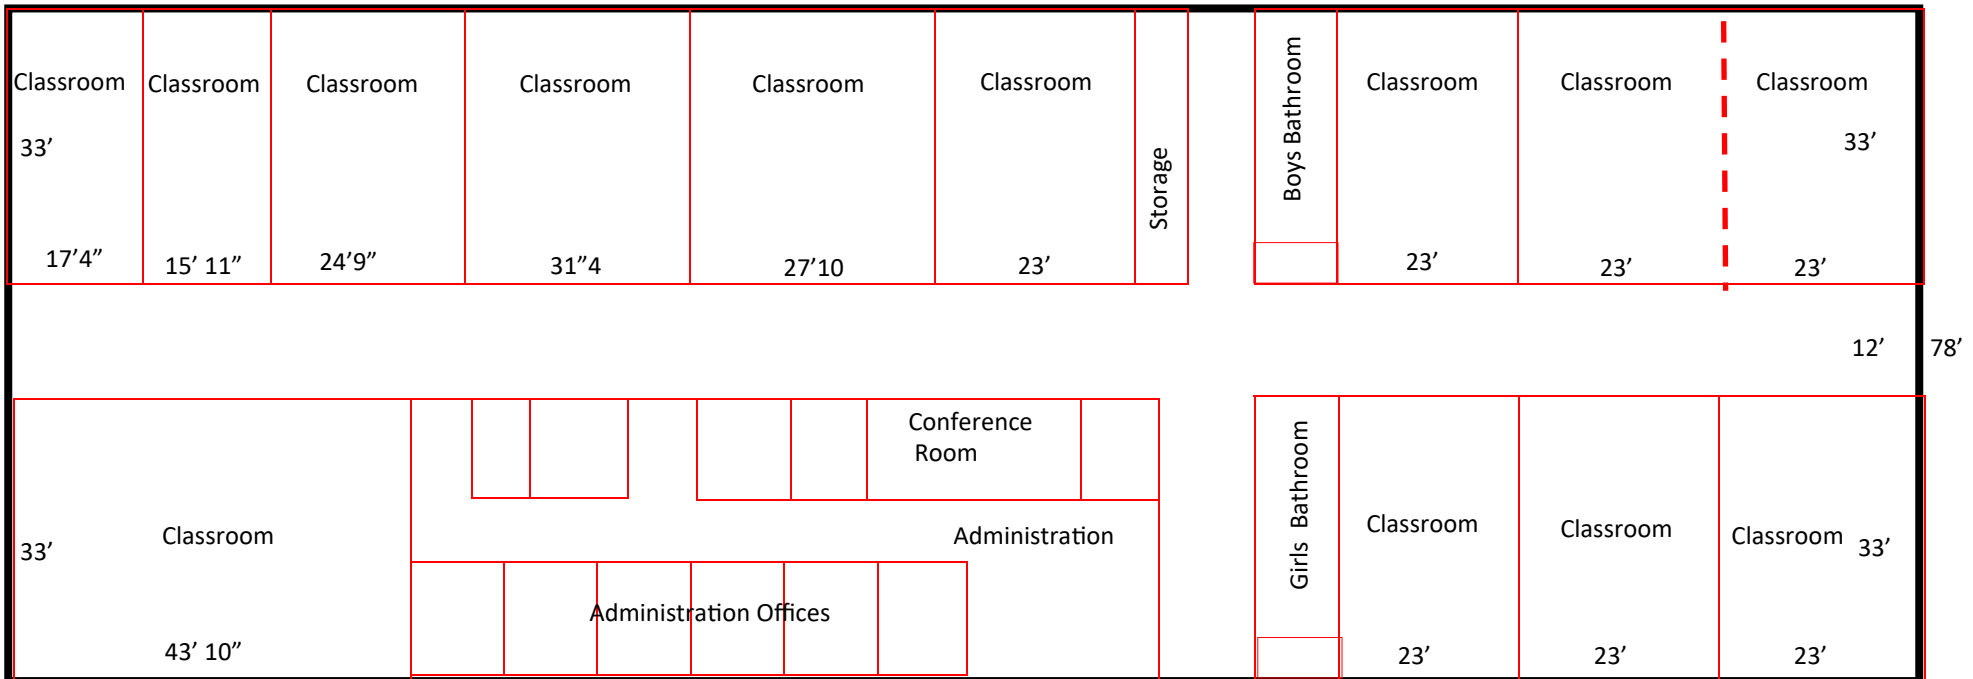 Classroom
Classroom
Classroom
Classroom
Classroom
Classroom
Storage
Boys Bathroom
Classroom
Classroom
Classroom
33’
33’
17’4”
15’ 11”
24’9”
31”4
27’10
23’
23’
23’
23’
12’
78’
Conference
Room
Classroom
33’
43’ 10”
Administration
Administration Offices
Girls Bathroom
Classroom
Classroom
Classroom
33’
23’
23’
23’